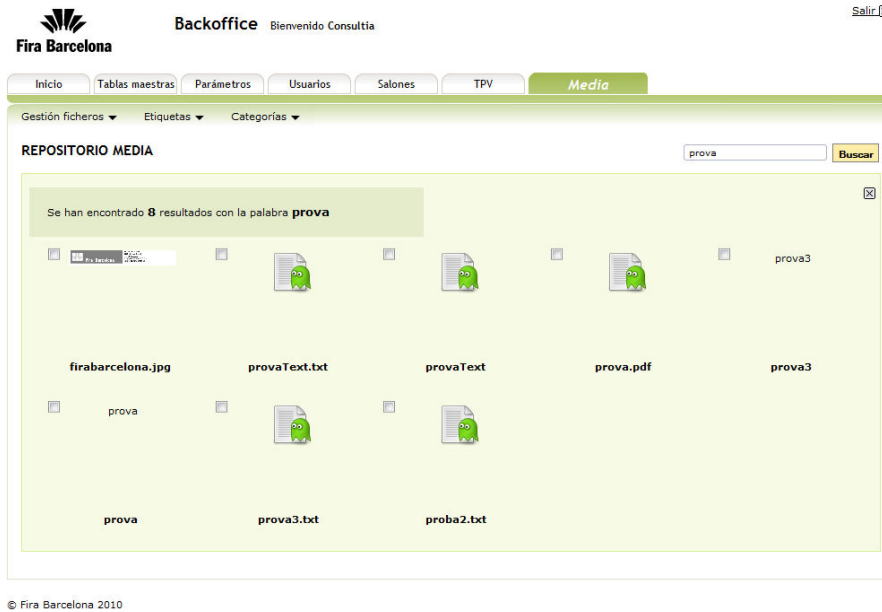 Salir
Backoffice Bienvenido Consultia
Fira Barcelona
Inicio Tablas maestras Parámetros Usuarios Salones TPV Media
Gestión ficheros Etiquetas Categorías
REPOSITORIO MEDIA prova Buscar
Se han encontrado 8 resultados con la palabra prova
Fira Barcelona
prova3
firabarcelona.jpg provaText.txt provaText prova.pdf prova3
prova
prova prova3.txt proba2.txt
© Fira Barcelona 2010